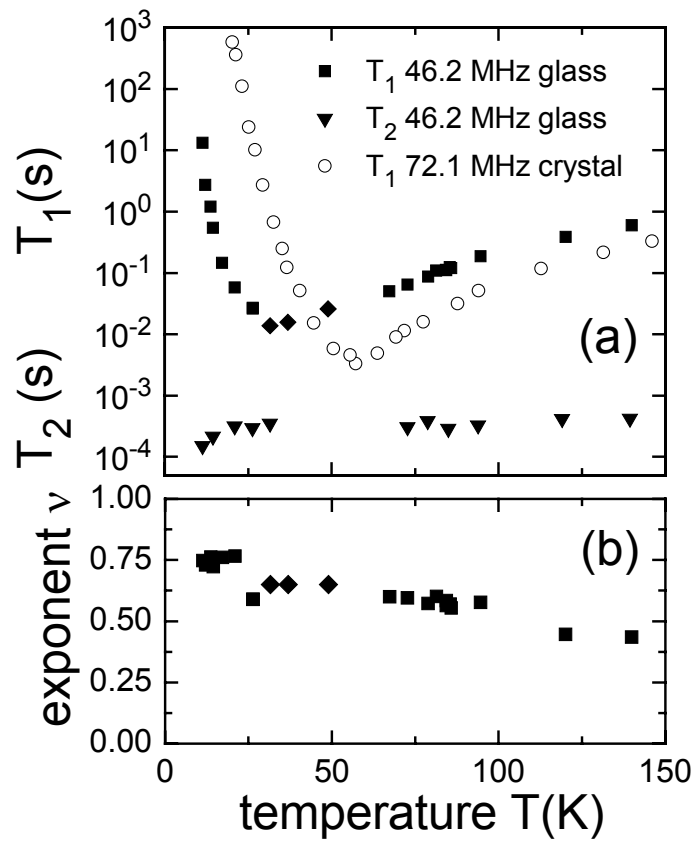 10³
10²
10¹
10⁰
10⁻¹
10⁻²
10⁻³
10⁻⁴
T₁(s)
T₂ (s)
T₁ 46.2 MHz glass
T₂ 46.2 MHz glass
T₁ 72.1 MHz crystal
(a)
1.00
0.75
0.50
0.25
0.00
exponent ν
(b)
0 50 100 150
temperature T(K)